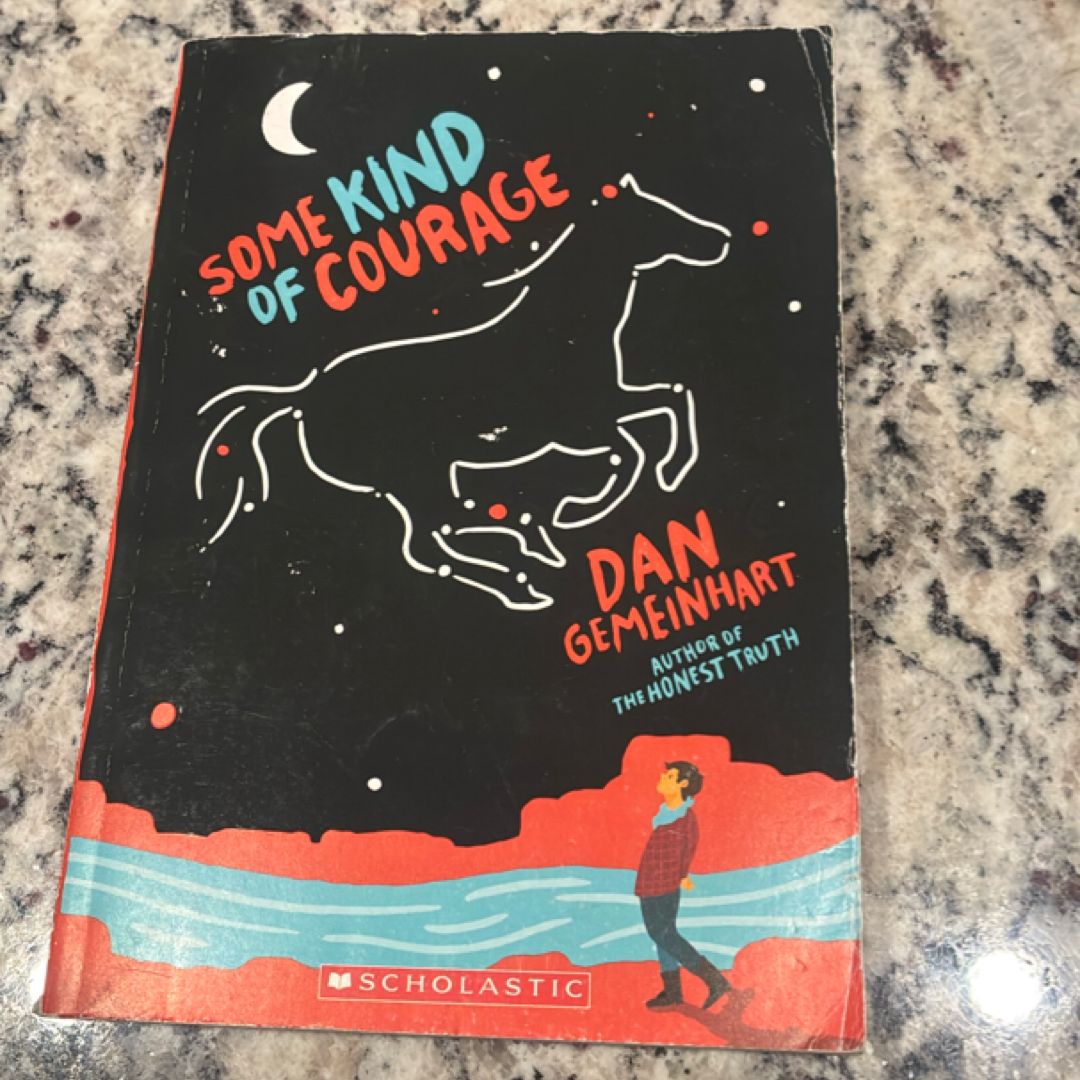 SOME KIND
OF COURAGE
DAN
GEMEINHART
AUTHOR OF
THE HONEST TRUTH
SCHOLASTIC